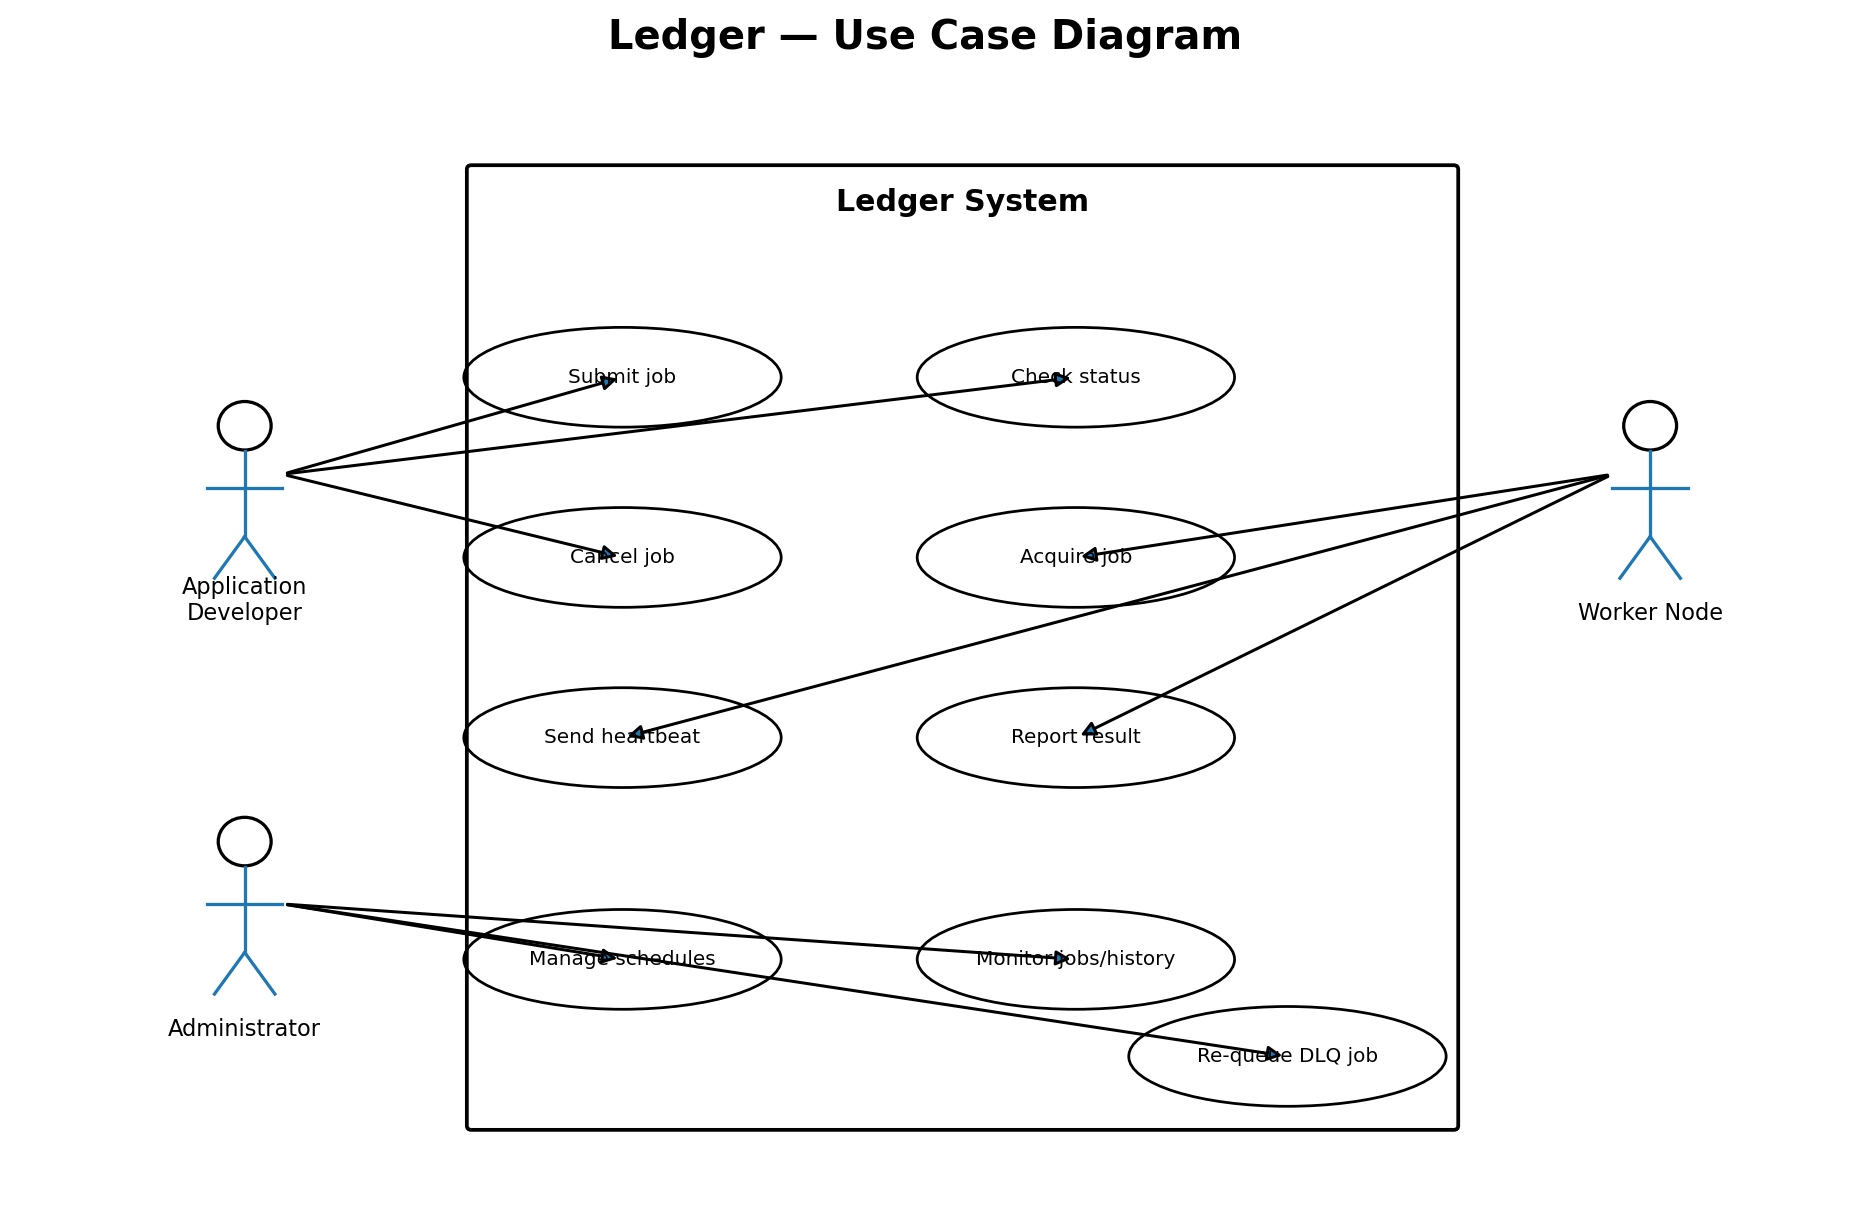 Ledger — Use Case Diagram
Ledger System
Submit job
Check status
Application
Developer
Cancel job
Acquire job
Worker Node
Send heartbeat
Report result
Administrator
Manage schedules
Monitor jobs/history
Re-queue DLQ job